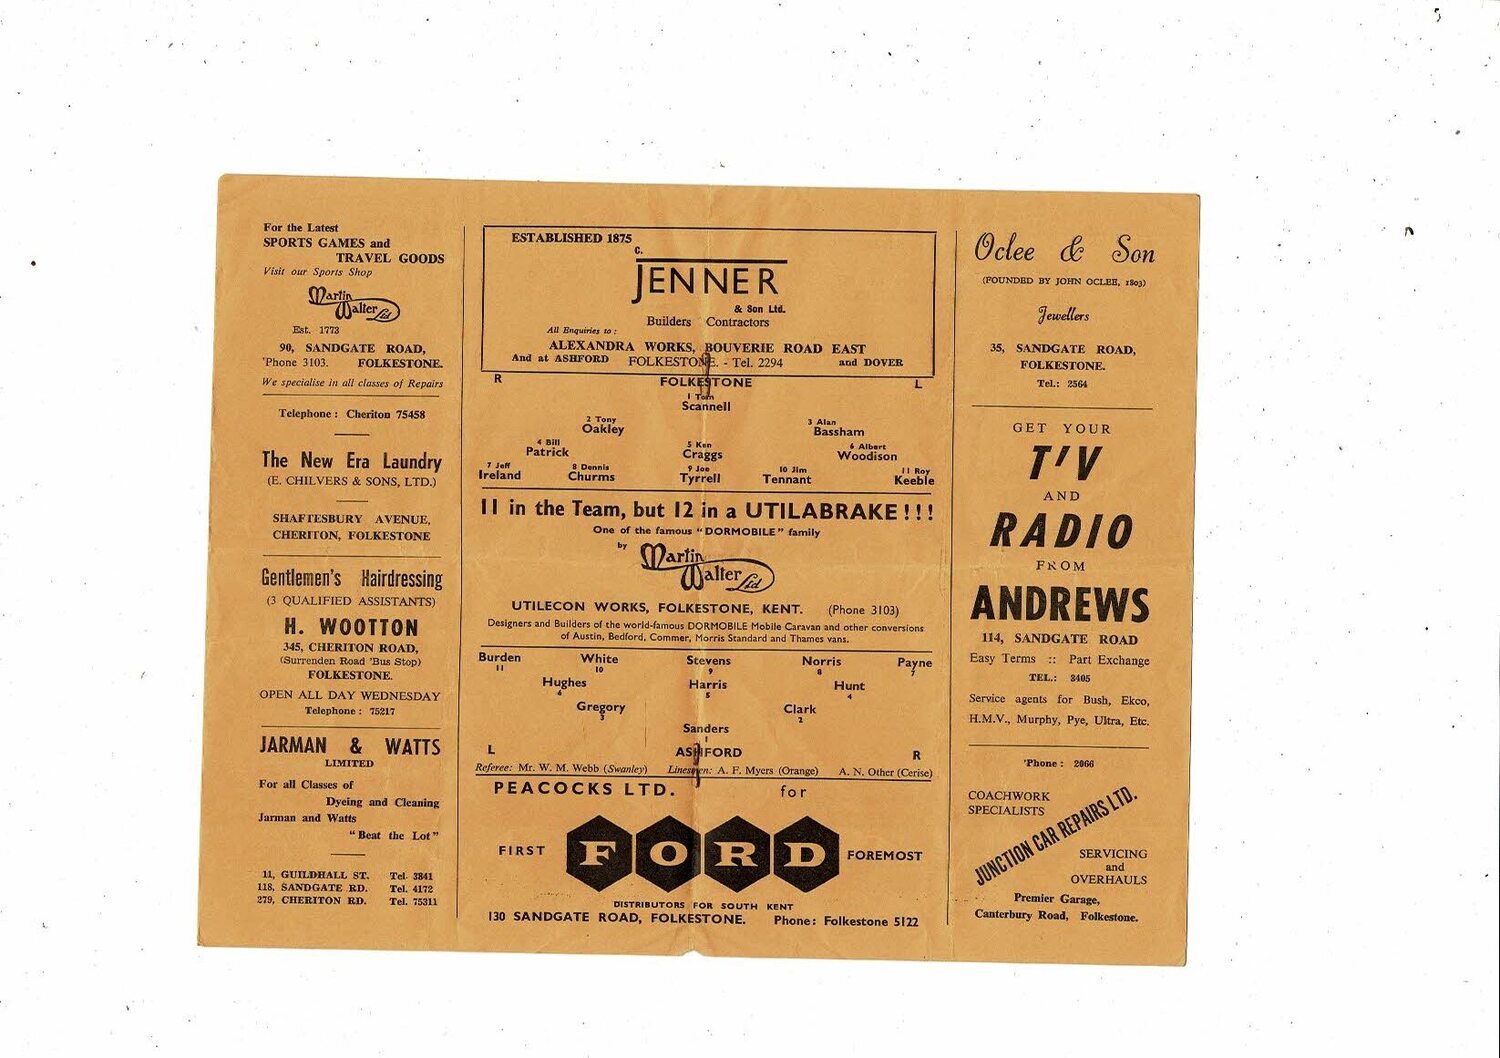 For the Latest
SPORTS GAMES and
TRAVEL GOODS
Visit our Sports Shop
Martin
Walter Ltd
Est. 1773
90, SANDGATE ROAD,
'Phone 3103. FOLKESTONE.
We specialise in all classes of Repairs
Telephone : Cheriton 75458
The New Era Laundry
(E. CHILVERS & SONS, LTD.)
SHAFTESBURY AVENUE,
CHERITON, FOLKESTONE
Gentlemen's Hairdressing
(3 QUALIFIED ASSISTANTS)
H. WOOTTON
345, CHERITON ROAD,
(Surrenden Road 'Bus Stop)
FOLKESTONE.
OPEN ALL DAY WEDNESDAY
Telephone : 75217
JARMAN & WATTS
LIMITED
For all Classes of
Dyeing and Cleaning
Jarman and Watts
"Beat the Lot"
11, GUILDHALL ST. Tel. 3841
118, SANDGATE RD. Tel. 4172
279, CHERITON RD. Tel. 75311
ESTABLISHED 1875
C.
JENNER
& Son Ltd.
Builders Contractors
All Enquiries to :
ALEXANDRA WORKS, BOUVERIE ROAD EAST
And at ASHFORD FOLKESTONE. - Tel. 2294 and DOVER
R FOLKESTONE L
1 Tom
Scannell
2 Tony 3 Alan
Oakley Bassham
4 Bill 5 Ken 6 Albert
Patrick Craggs Woodison
7 Jeff 8 Dennis 9 Joe 10 Jim 11 Roy
Ireland Churms Tyrrell Tennant Keeble
11 in the Team, but 12 in a UTILABRAKE ! ! !
One of the famous "DORMOBILE" family
by Martin
Walter Ltd
UTILECON WORKS, FOLKESTONE, KENT. (Phone 3103)
Designers and Builders of the world-famous DORMOBILE Mobile Caravan and other conversions
of Austin, Bedford, Commer, Morris Standard and Thames vans.
Burden White Stevens Norris Payne
11 10 9 8 7
Hughes Harris Hunt
6 5 4
Gregory Clark
3 2
Sanders
1
L ASHFORD R
Referee: Mr. W. M. Webb (Swanley) Linesmen: A. F. Myers (Orange) A. N. Other (Cerise)
PEACOCKS LTD. for
FIRST FORD FOREMOST
DISTRIBUTORS FOR SOUTH KENT
130 SANDGATE ROAD, FOLKESTONE. Phone: Folkestone 5122
Oclee & Son
(FOUNDED BY JOHN OCLEE, 1803)
Jewellers
35, SANDGATE ROAD,
FOLKESTONE.
Tel.: 2564
GET YOUR
T'V
AND
RADIO
FROM
ANDREWS
114, SANDGATE ROAD
Easy Terms :: Part Exchange
TEL.: 3405
Service agents for Bush, Ekco,
H.M.V., Murphy, Pye, Ultra, Etc.
'Phone : 2066
COACHWORK
SPECIALISTS
JUNCTION CAR REPAIRS LTD.
SERVICING
and
OVERHAULS
Premier Garage,
Canterbury Road, Folkestone.